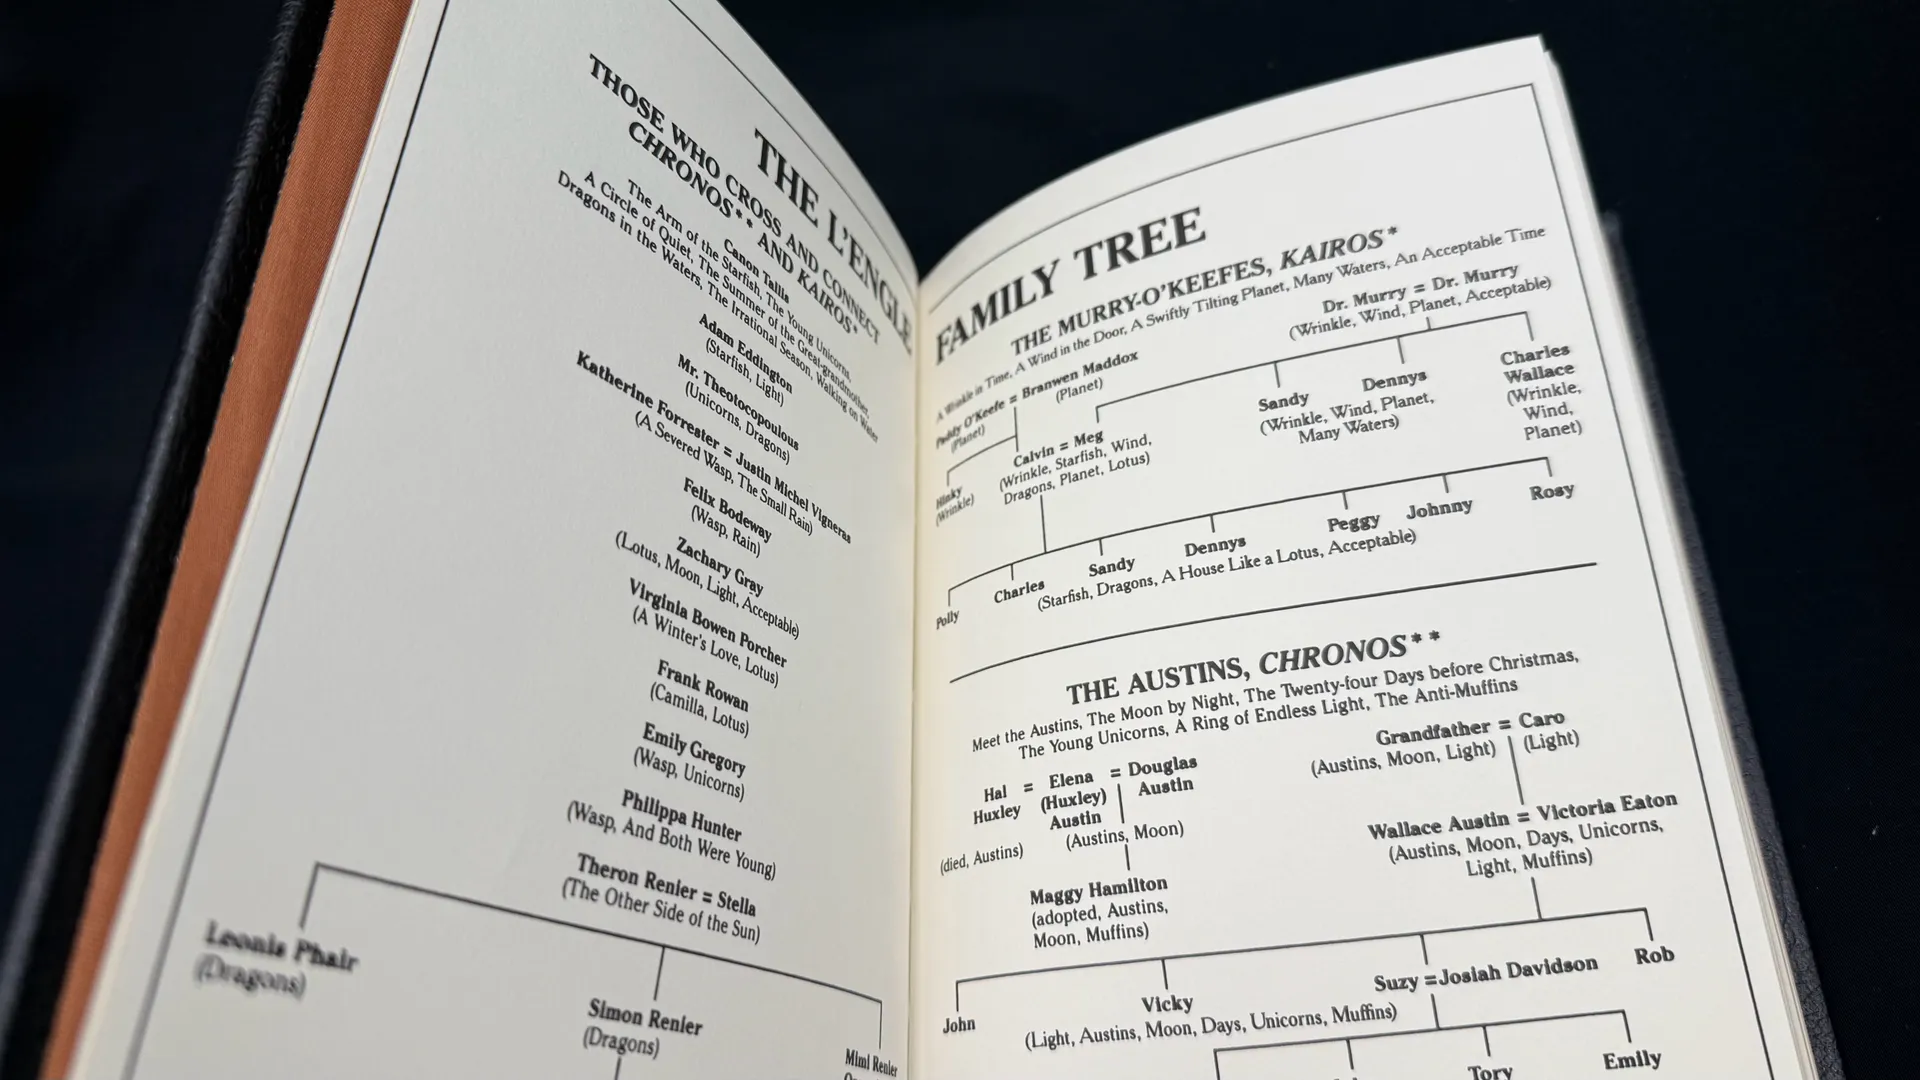 THE L'ENGLE
THOSE WHO CROSS AND CONNECT
CHRONOS** AND KAIROS*
Canon Tallis
The Arm of the Starfish, The Young Unicorns,
A Circle of Quiet, The Summer of the Great-grandmother,
Dragons in the Waters, The Irrational Season, Walking on Water
Adam Eddington
(Starfish, Light)
Mr. Theotocopoulous
(Unicorns, Dragons)
Katherine Forrester = Justin Michel Vigneras
(A Severed Wasp, The Small Rain)
Felix Bodeway
(Wasp, Rain)
Zachary Gray
(Lotus, Moon, Light, Acceptable)
Virginia Bowen Porcher
(A Winter's Love, Lotus)
Frank Rowan
(Camilla, Lotus)
Emily Gregory
(Wasp, Unicorns)
Philippa Hunter
(Wasp, And Both Were Young)
Theron Renier = Stella
(The Other Side of the Sun)
Leonis Phair
(Dragons)
Simon Renier
(Dragons)
Mimi Renier
FAMILY TREE
THE MURRY-O'KEEFES, KAIROS*
A Wrinkle in Time, A Wind in the Door, A Swiftly Tilting Planet, Many Waters, An Acceptable Time
Dr. Murry = Dr. Murry
(Wrinkle, Wind, Planet, Acceptable)
Paddy O'Keefe = Branwen Maddox
(Planet)
(Planet)
Calvin = Meg
(Wrinkle, Starfish, Wind,
Dragons, Planet, Lotus)
Sandy
Dennys
(Wrinkle, Wind, Planet,
Many Waters)
Charles
Wallace
(Wrinkle,
Wind,
Planet)
Hinky
(Wrinkle)
Polly
Charles
Sandy
Dennys
Peggy
Johnny
Rosy
(Starfish, Dragons, A House Like a Lotus, Acceptable)
THE AUSTINS, CHRONOS**
Meet the Austins, The Moon by Night, The Twenty-four Days before Christmas,
The Young Unicorns, A Ring of Endless Light, The Anti-Muffins
Grandfather = Caro
(Austins, Moon, Light)
(Light)
Hal = Elena = Douglas
Huxley (Huxley) Austin
Austin
(died, Austins)
(Austins, Moon)
Wallace Austin = Victoria Eaton
(Austins, Moon, Days, Unicorns,
Light, Muffins)
Maggy Hamilton
(adopted, Austins,
Moon, Muffins)
John
Vicky
Suzy =Josiah Davidson
Rob
(Light, Austins, Moon, Days, Unicorns, Muffins)
Tory
Emily